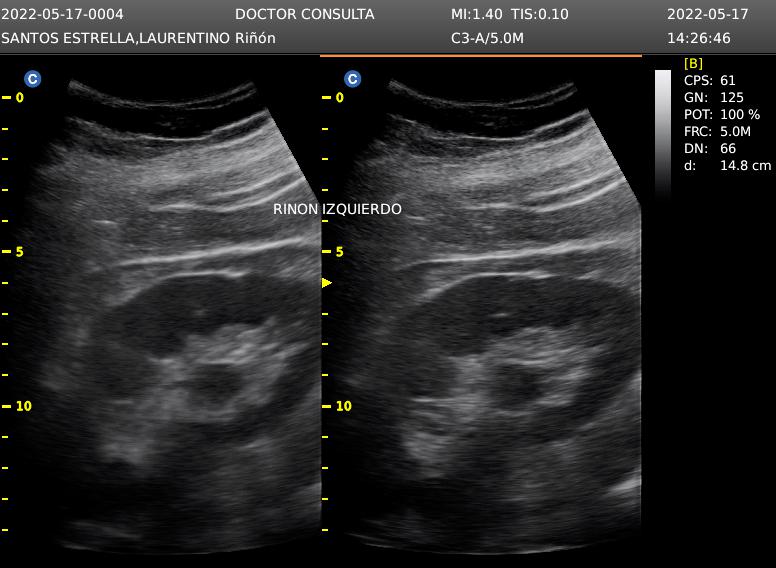 2022-05-17-0004 DOCTOR CONSULTA MI:1.40 TIS:0.10 2022-05-17
SANTOS ESTRELLA,LAURENTINO Riñón C3-A/5.0M 14:26:46
C C
[B]
CPS: 61
GN: 125
POT: 100 %
FRC: 5.0M
DN: 66
d: 14.8 cm
0 0
RINON IZQUIERDO
5 5
10 10